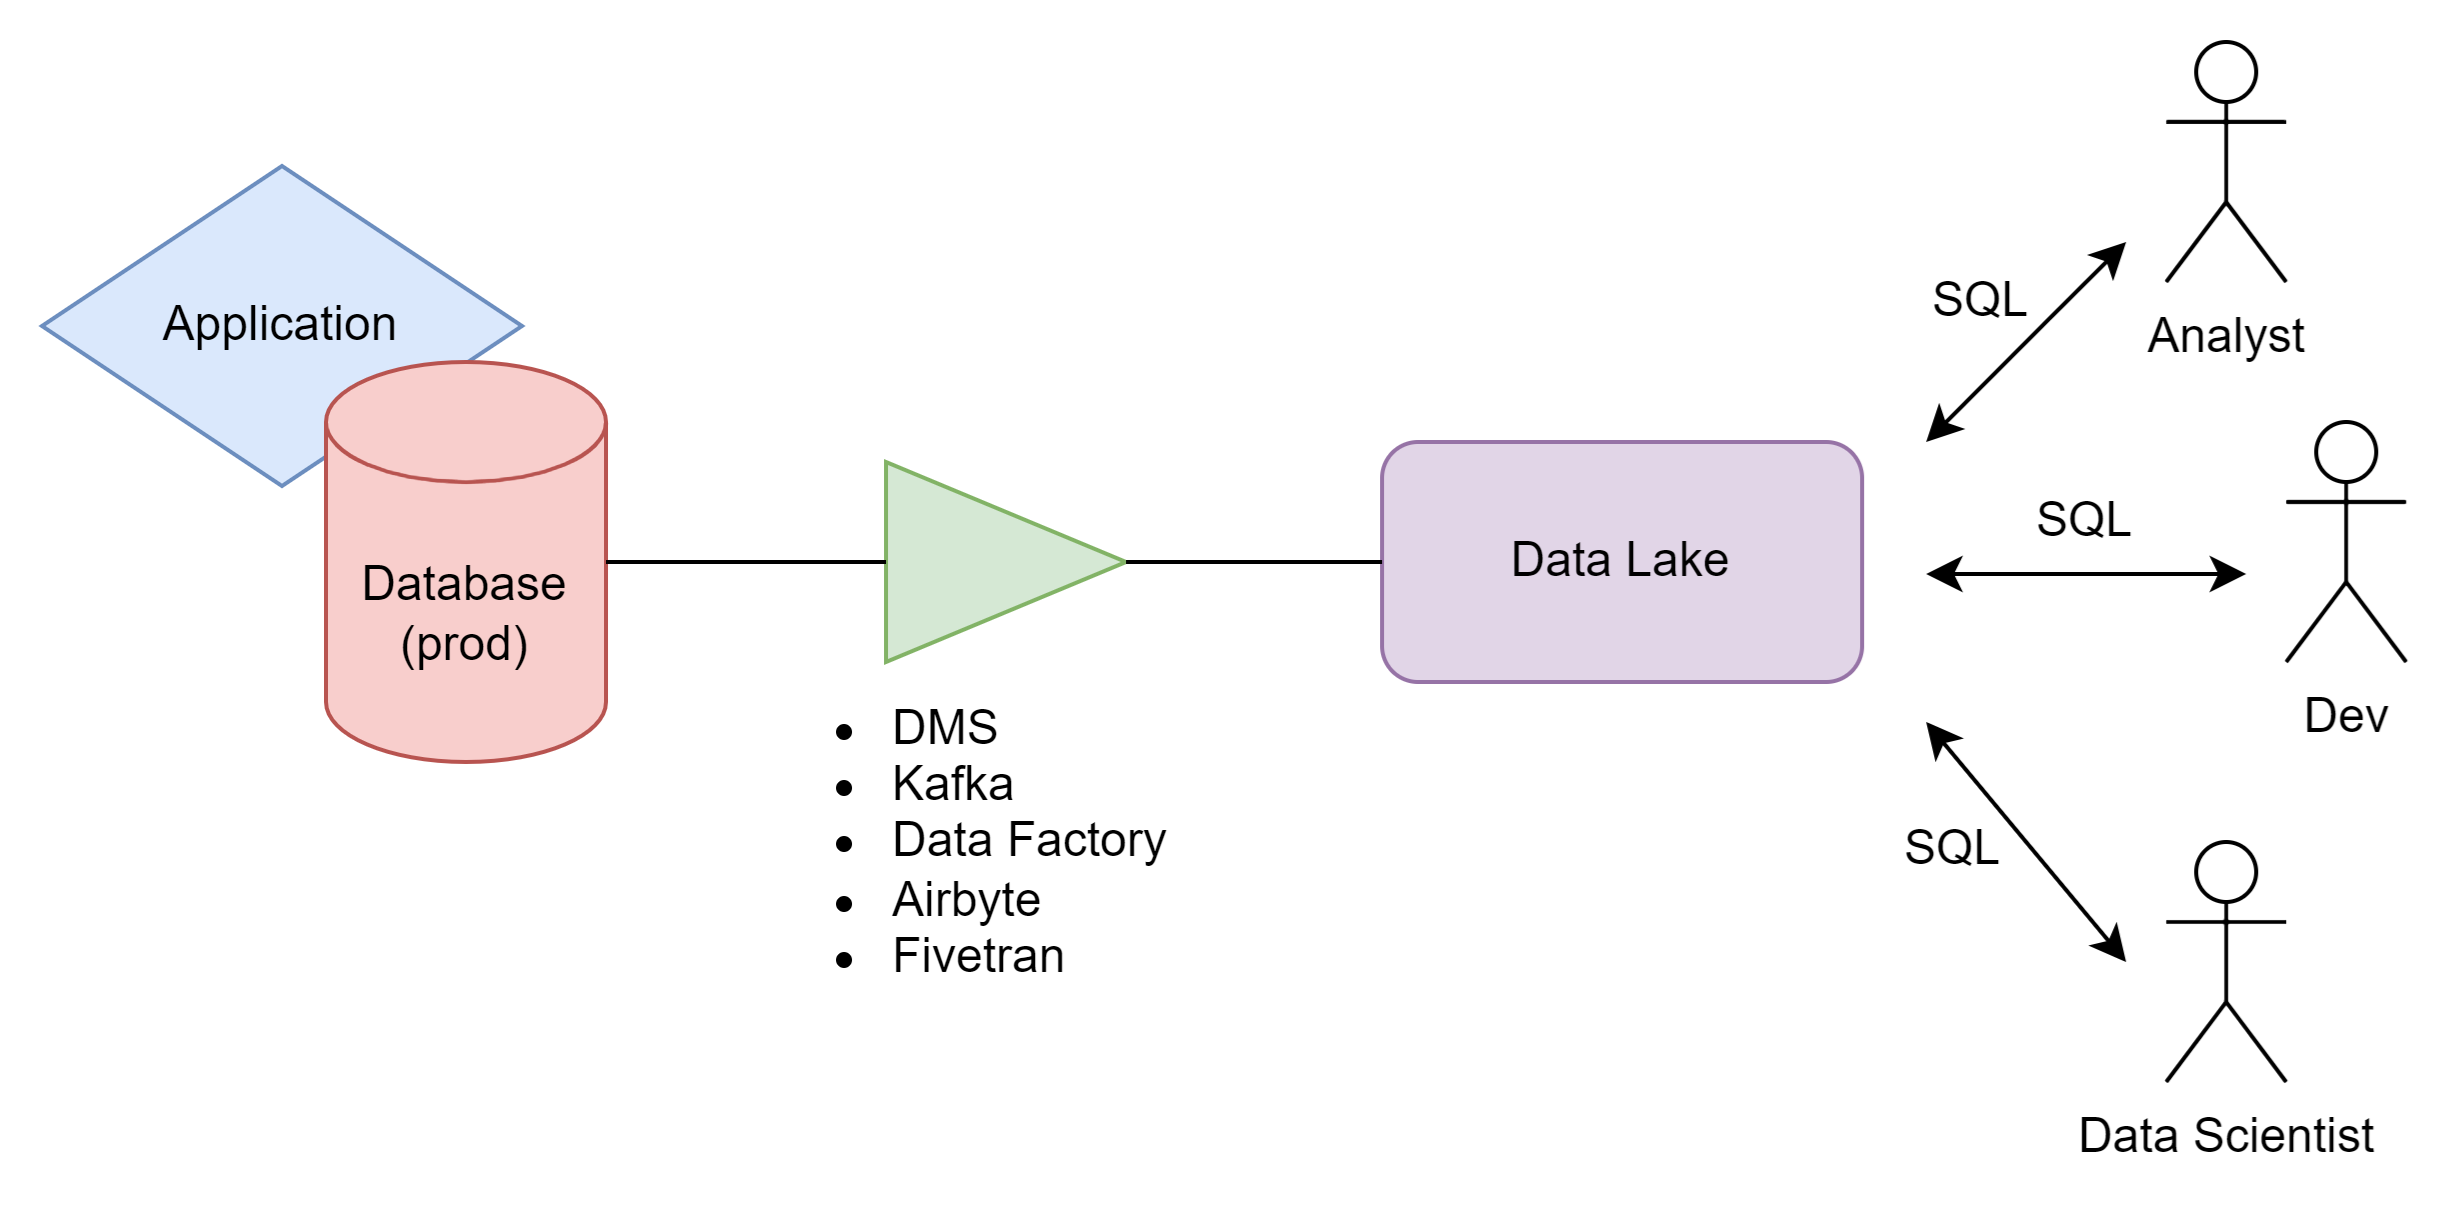 Application
Database
(prod)
DMS
Kafka
Data Factory
Airbyte
Fivetran
Data Lake
SQL
Analyst
SQL
Dev
SQL
Data Scientist